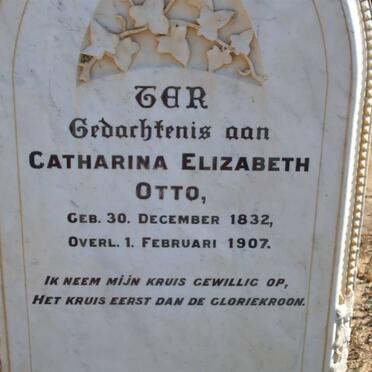 TER
Gedachtenis aan
CATHARINA ELIZABETH
OTTO,
GEB. 30. DECEMBER 1832,
OVERL. 1. FEBRUARI 1907.
IK NEEM MIJN KRUIS GEWILLIG OP,
HET KRUIS EERST DAN DE GLORIEKROON.